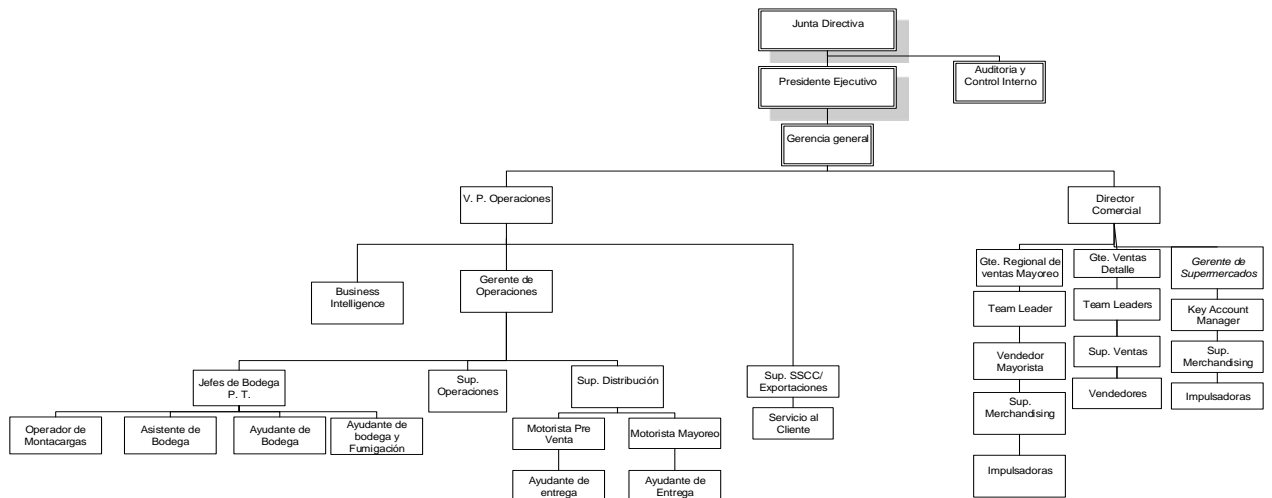 Junta Directiva
Auditoria y
Control Interno
Presidente Ejecutivo
Gerencia general
V. P. Operaciones
Director
Comercial
Business
Intelligence
Gerente de
Operaciones
Gte. Regional de
ventas Mayoreo
Gte. Ventas
Detalle
Gerente de
Supermercados
Team Leader
Team Leaders
Key Account
Manager
Vendedor
Mayorista
Sup. Ventas
Sup.
Merchandising
Jefes de Bodega
P. T.
Sup.
Operaciones
Sup. Distribución
Sup. SSCC/
Exportaciones
Sup.
Merchandising
Vendedores
Impulsadoras
Operador de
Montacargas
Asistente de
Bodega
Ayudante de
Bodega
Ayudante de
bodega y
Fumigación
Motorista Pre
Venta
Motorista Mayoreo
Servicio al
Cliente
Impulsadoras
Ayudante de
entrega
Ayudante de
Entrega